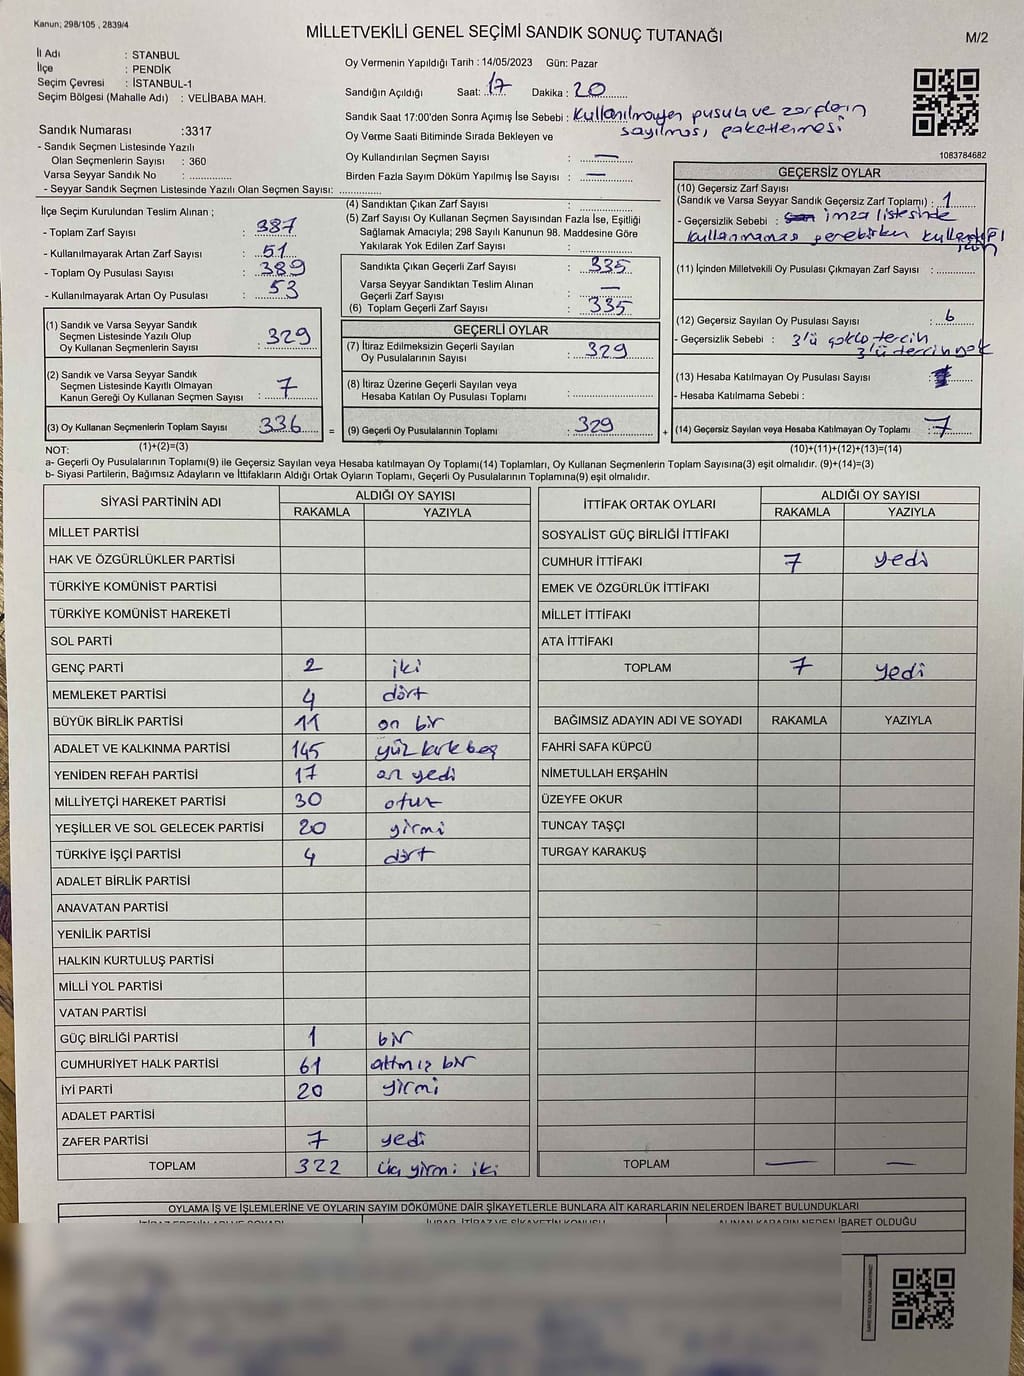 Kanun; 298/105 , 2839/4
MİLLETVEKİLİ GENEL SEÇİMİ SANDIK SONUÇ TUTANAĞI
M/2
İl Adı : STANBUL
İlçe : PENDİK
Seçim Çevresi : İSTANBUL-1
Seçim Bölgesi (Mahalle Adı) : VELİBABA MAH.
Sandık Numarası :3317
- Sandık Seçmen Listesinde Yazılı
Olan Seçmenlerin Sayısı : 360
Varsa Seyyar Sandık No :
- Seyyar Sandık Seçmen Listesinde Yazılı Olan Seçmen Sayısı:
Oy Vermenin Yapıldığı Tarih : 14/05/2023 Gün: Pazar
Sandığın Açıldığı Saat: 17 Dakika : 20
Sandık Saat 17:00'den Sonra Açımış İse Sebebi : kullanılmayan pusula ve zarfların
sayılması, paketlenmesi
Oy Verme Saati Bitiminde Sırada Bekleyen ve
Oy Kullandırılan Seçmen Sayısı : —
Birden Fazla Sayım Döküm Yapılmış İse Sayısı : —
1083784682
İlçe Seçim Kurulundan Teslim Alınan ;
- Toplam Zarf Sayısı : 387
- Kullanılmayarak Artan Zarf Sayısı : 51
- Toplam Oy Pusulası Sayısı : 389
- Kullanılmayarak Artan Oy Pusulası : 53
(1) Sandık ve Varsa Seyyar Sandık
Seçmen Listesinde Yazılı Olup
Oy Kullanan Seçmenlerin Sayısı : 329
(2) Sandık ve Varsa Seyyar Sandık
Seçmen Listesinde Kayıtlı Olmayan
Kanun Gereği Oy Kullanan Seçmen Sayısı : 7
(3) Oy Kullanan Seçmenlerin Toplam Sayısı : 336
(1)+(2)=(3)
=
(4) Sandıktan Çıkan Zarf Sayısı :
(5) Zarf Sayısı Oy Kullanan Seçmen Sayısından Fazla İse, Eşitliği
Sağlamak Amacıyla; 298 Sayılı Kanunun 98. Maddesine Göre
Yakılarak Yok Edilen Zarf Sayısı :
Sandıkta Çıkan Geçerli Zarf Sayısı : 335
Varsa Seyyar Sandıktan Teslim Alınan
Geçerli Zarf Sayısı : —
(6) Toplam Geçerli Zarf Sayısı : 335
GEÇERLİ OYLAR
(7) İtiraz Edilmeksizin Geçerli Sayılan
Oy Pusulalarının Sayısı : 329
(8) İtiraz Üzerine Geçerli Sayılan veya
Hesaba Katılan Oy Pusulası Toplamı :
(9) Geçerli Oy Pusulalarının Toplamı : 329
+
GEÇERSİZ OYLAR
(10) Geçersiz Zarf Sayısı
(Sandık ve Varsa Seyyar Sandık Geçersiz Zarf Toplamı) : 1
- Geçersizlik Sebebi : imza listesinde
kullanmaması gerekirken kullandığı
için
(11) İçinden Milletvekili Oy Pusulası Çıkmayan Zarf Sayısı :
(12) Geçersiz Sayılan Oy Pusulası Sayısı : 6
- Geçersizlik Sebebi : 3'ü çoklu tercih
3'ü tercih yok
(13) Hesaba Katılmayan Oy Pusulası Sayısı :
- Hesaba Katılmama Sebebi :
(14) Geçersiz Sayılan veya Hesaba Katılmayan Oy Toplamı : 7
(10)+(11)+(12)+(13)=(14)
NOT:
a- Geçerli Oy Pusulalarının Toplamı(9) ile Geçersiz Sayılan veya Hesaba katılmayan Oy Toplamı(14) Toplamları, Oy Kullanan Seçmenlerin Toplam Sayısına(3) eşit olmalıdır. (9)+(14)=(3)
b- Siyasi Partilerin, Bağımsız Adayların ve İttifakların Aldığı Ortak Oyların Toplamı, Geçerli Oy Pusulalarının Toplamına(9) eşit olmalıdır.
SİYASİ PARTİNİN ADI ALDIĞI OY SAYISI
RAKAMLA YAZIYLA
MİLLET PARTİSİ
HAK VE ÖZGÜRLÜKLER PARTİSİ
TÜRKİYE KOMÜNİST PARTİSİ
TÜRKİYE KOMÜNİST HAREKETİ
SOL PARTİ
GENÇ PARTİ 2 iki
MEMLEKET PARTİSİ 4 dört
BÜYÜK BİRLİK PARTİSİ 11 on bir
ADALET VE KALKINMA PARTİSİ 145 yüz kırk beş
YENİDEN REFAH PARTİSİ 17 on yedi
MİLLİYETÇİ HAREKET PARTİSİ 30 otuz
YEŞİLLER VE SOL GELECEK PARTİSİ 20 yirmi
TÜRKİYE İŞÇİ PARTİSİ 4 dört
ADALET BİRLİK PARTİSİ
ANAVATAN PARTİSİ
YENİLİK PARTİSİ
HALKIN KURTULUŞ PARTİSİ
MİLLİ YOL PARTİSİ
VATAN PARTİSİ
GÜÇ BİRLİĞİ PARTİSİ 1 bir
CUMHURİYET HALK PARTİSİ 61 altmış bir
İYİ PARTİ 20 yirmi
ADALET PARTİSİ
ZAFER PARTİSİ 7 yedi
TOPLAM 322 üç yirmi iki
İTTİFAK ORTAK OYLARI ALDIĞI OY SAYISI
RAKAMLA YAZIYLA
SOSYALİST GÜÇ BİRLİĞİ İTTİFAKI
CUMHUR İTTİFAKI 7 yedi
EMEK VE ÖZGÜRLÜK İTTİFAKI
MİLLET İTTİFAKI
ATA İTTİFAKI
TOPLAM 7 yedi
BAĞIMSIZ ADAYIN ADI VE SOYADI RAKAMLA YAZIYLA
FAHRİ SAFA KÜPCÜ
NİMETULLAH ERŞAHİN
ÜZEYFE OKUR
TUNCAY TAŞÇI
TURGAY KARAKUŞ
TOPLAM — —
OYLAMA İŞ VE İŞLEMLERİNE VE OYLARIN SAYIM DÖKÜMÜNE DAİR ŞİKAYETLERLE BUNLARA AİT KARARLARIN NELERDEN İBARET BULUNDUKLARI
ALINAN KARARIN NEDEN İBARET OLDUĞU